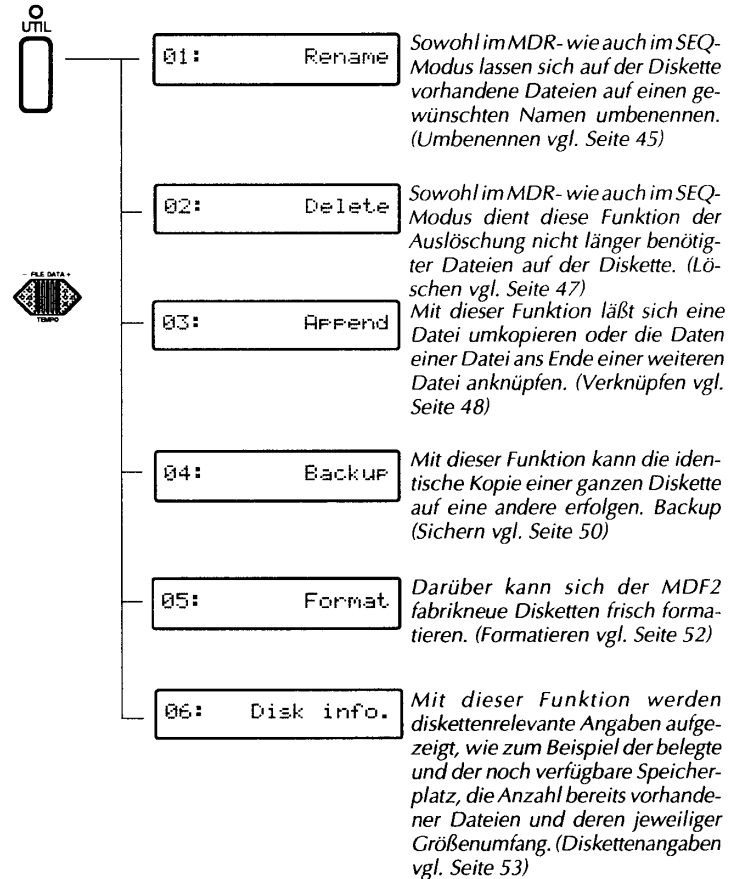 UTIL
01: Rename
Sowohl im MDR- wie auch im SEQ-
Modus lassen sich auf der Diskette
vorhandene Dateien auf einen ge-
wünschten Namen umbenennen.
(Umbenennen vgl. Seite 45)
02: Delete
Sowohl im MDR- wie auch im SEQ-
Modus dient diese Funktion der
Auslöschung nicht länger benötig-
ter Dateien auf der Diskette. (Lö-
schen vgl. Seite 47)
- FILE DATA +
TEMPO
03: Append
Mit dieser Funktion läßt sich eine
Datei umkopieren oder die Daten
einer Datei ans Ende einer weiteren
Datei anknüpfen. (Verknüpfen vgl.
Seite 48)
04: Backup
Mit dieser Funktion kann die iden-
tische Kopie einer ganzen Diskette
auf eine andere erfolgen. Backup
(Sichern vgl. Seite 50)
05: Format
Darüber kann sich der MDF2
fabrikneue Disketten frisch forma-
tieren. (Formatieren vgl. Seite 52)
06: Disk info.
Mit dieser Funktion werden
diskettenrelevante Angaben aufge-
zeigt, wie zum Beispiel der belegte
und der noch verfügbare Speicher-
platz, die Anzahl bereits vorhande-
ner Dateien und deren jeweiliger
Größenumfang. (Diskettenangaben
vgl. Seite 53)